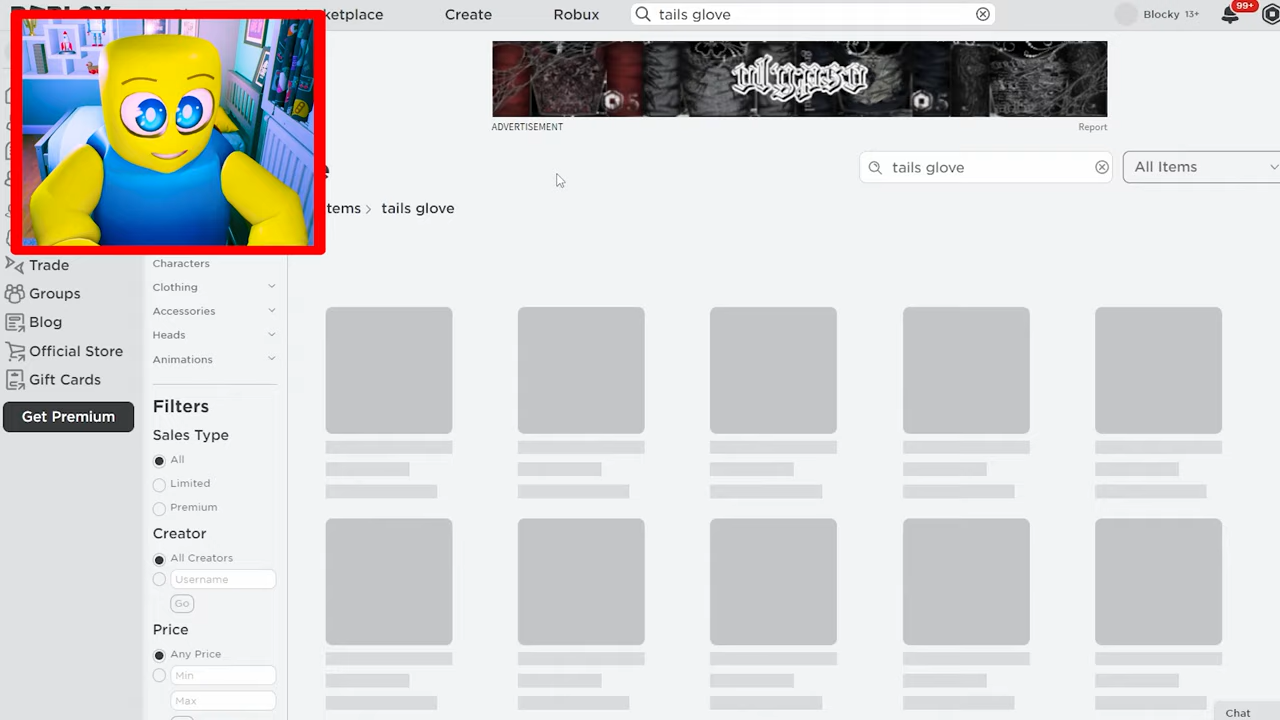 Create
Robux
tails glove
Blocky 13+
99+
ADVERTISEMENT
Report
tails glove
All Items
tails glove
Trade
Groups
Blog
Official Store
Gift Cards
Get Premium
Characters
Clothing
Accessories
Heads
Animations
Filters
Sales Type
All
Limited
Premium
Creator
All Creators
Username
Go
Price
Any Price
Min
Max
Chat